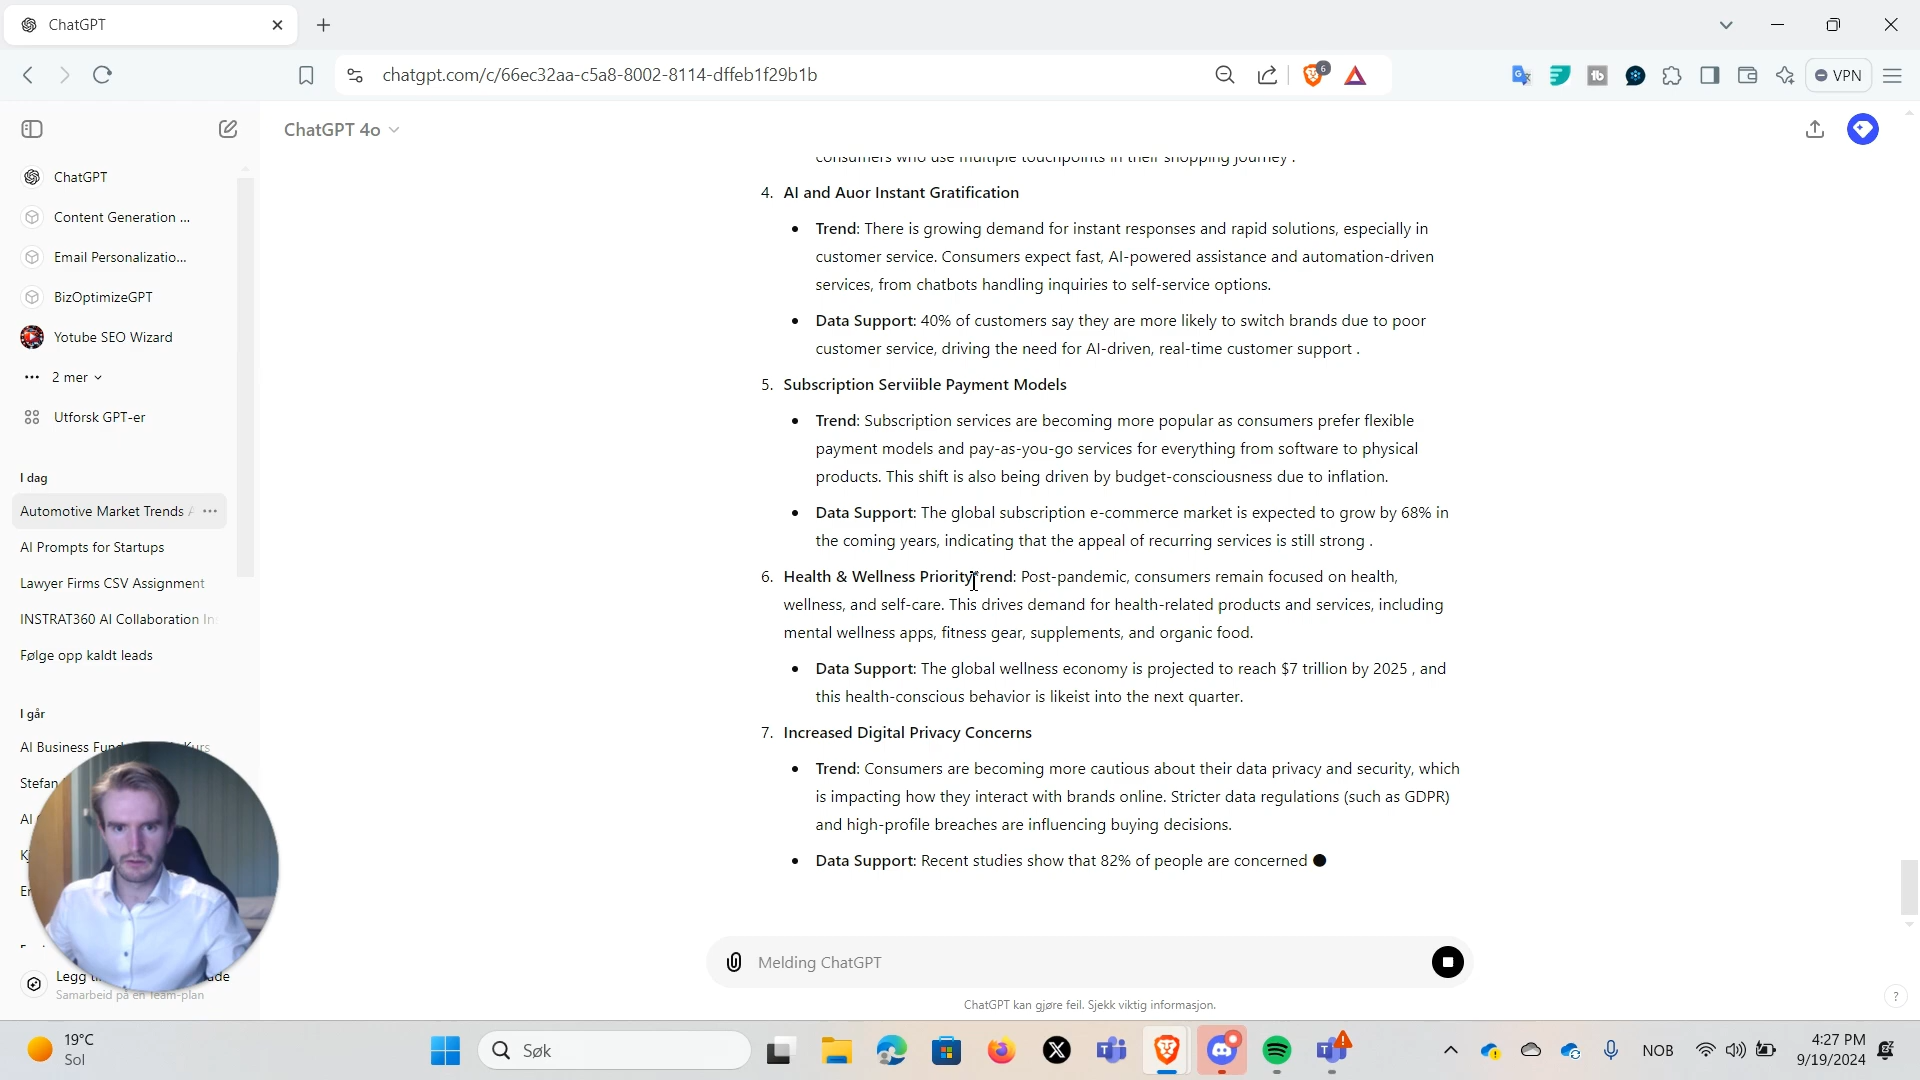 ChatGPT
chatgpt.com/c/66ec32aa-c5a8-8002-8114-dffeb1f29b1b
6
VPN
ChatGPT 4o
ChatGPT
Content Generation ...
Email Personalizatio...
BizOptimizeGPT
Yotube SEO Wizard
2 mer
Utforsk GPT-er
I dag
Automotive Market Trends
AI Prompts for Startups
Lawyer Firms CSV Assignment
INSTRAT360 AI Collaboration In
Følge opp kaldt leads
I går
AI Business Kurs
Stefan
Legg
Samarbeid på en Team-plan
consumers who use multiple touchpoints in their shopping journey .
4. AI and Auor Instant Gratification
• Trend: There is growing demand for instant responses and rapid solutions, especially in
customer service. Consumers expect fast, AI-powered assistance and automation-driven
services, from chatbots handling inquiries to self-service options.
• Data Support: 40% of customers say they are more likely to switch brands due to poor
customer service, driving the need for AI-driven, real-time customer support .
5. Subscription Serviible Payment Models
• Trend: Subscription services are becoming more popular as consumers prefer flexible
payment models and pay-as-you-go services for everything from software to physical
products. This shift is also being driven by budget-consciousness due to inflation.
• Data Support: The global subscription e-commerce market is expected to grow by 68% in
the coming years, indicating that the appeal of recurring services is still strong .
6. Health & Wellness PriorityTrend: Post-pandemic, consumers remain focused on health,
wellness, and self-care. This drives demand for health-related products and services, including
mental wellness apps, fitness gear, supplements, and organic food.
• Data Support: The global wellness economy is projected to reach $7 trillion by 2025 , and
this health-conscious behavior is likeist into the next quarter.
7. Increased Digital Privacy Concerns
• Trend: Consumers are becoming more cautious about their data privacy and security, which
is impacting how they interact with brands online. Stricter data regulations (such as GDPR)
and high-profile breaches are influencing buying decisions.
• Data Support: Recent studies show that 82% of people are concerned
Melding ChatGPT
ChatGPT kan gjøre feil. Sjekk viktig informasjon.
?
19°C
Sol
Søk
NOB
4:27 PM
9/19/2024